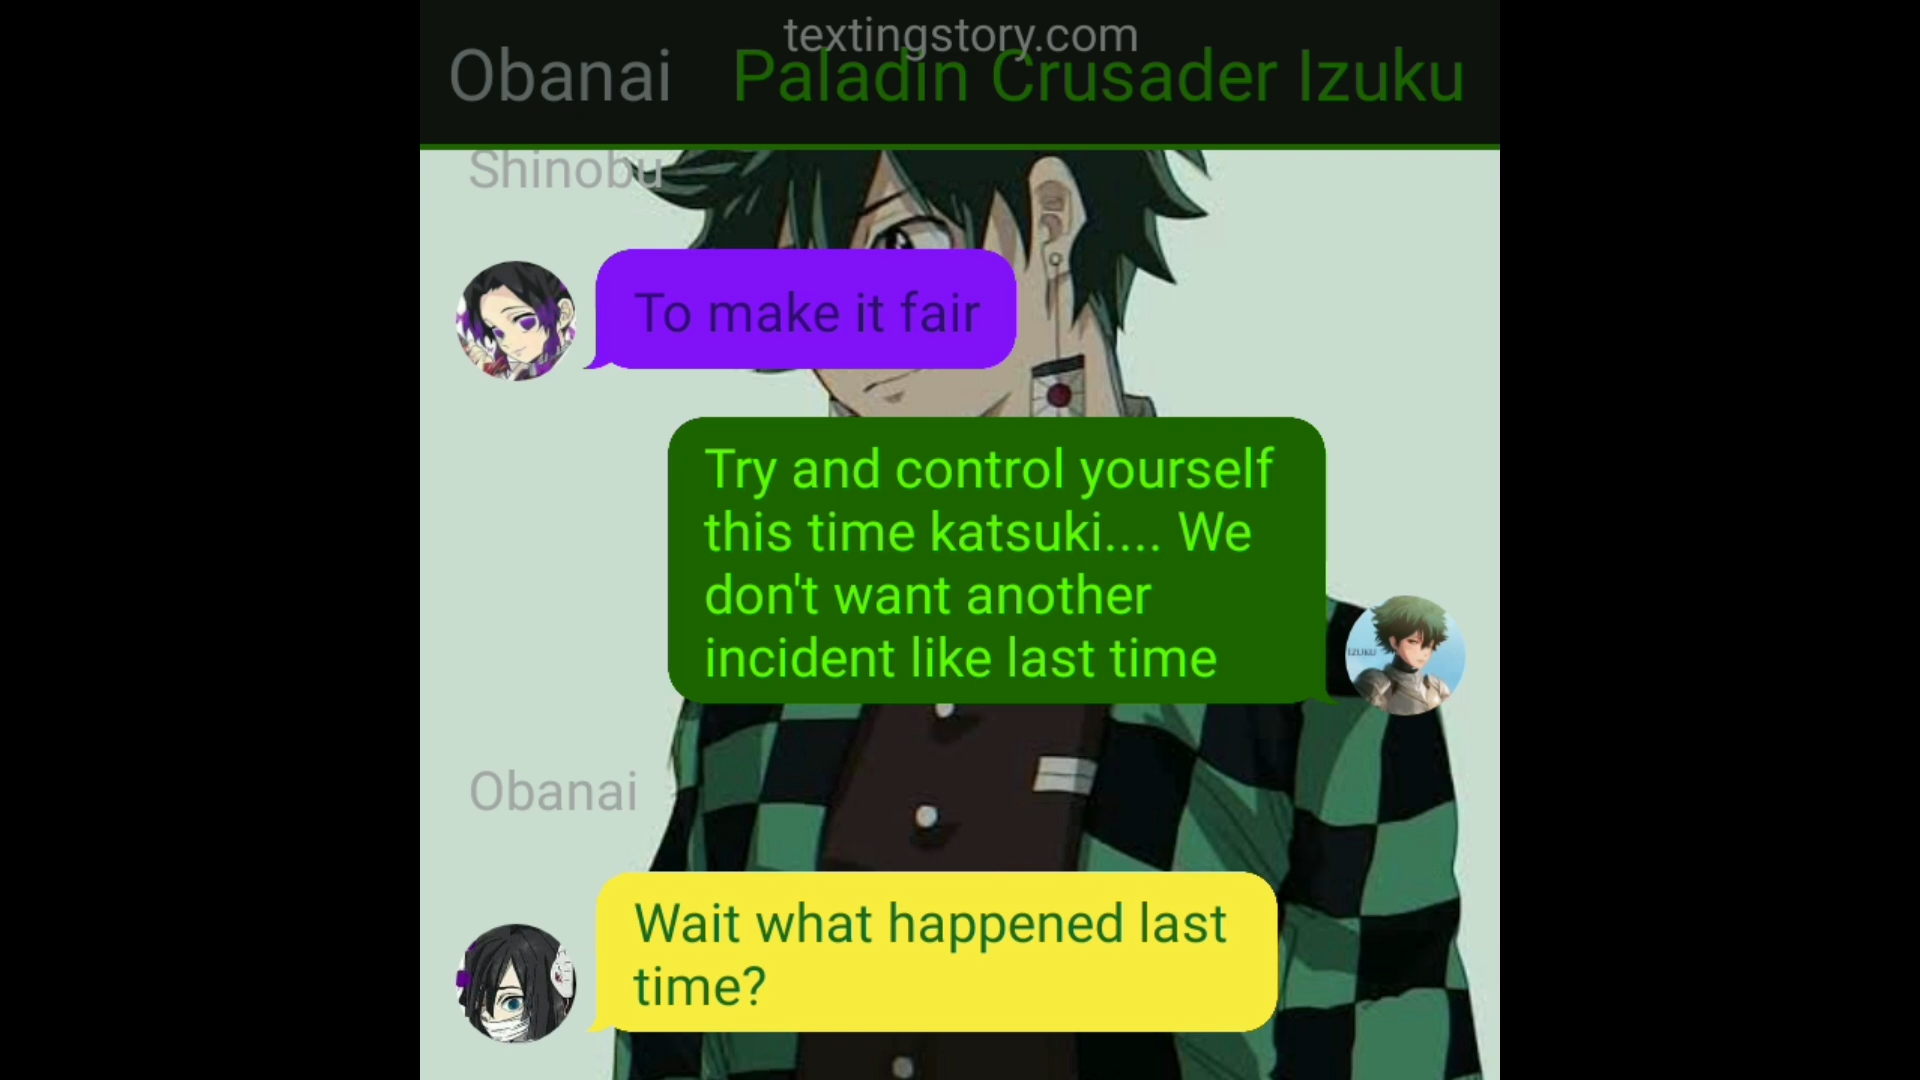 textingstory.com
Obanai Paladin Crusader Izuku
Shinobu
To make it fair
Try and control yourself
this time katsuki.... We
don't want another
incident like last time
IZUKU
Obanai
Wait what happened last
time?